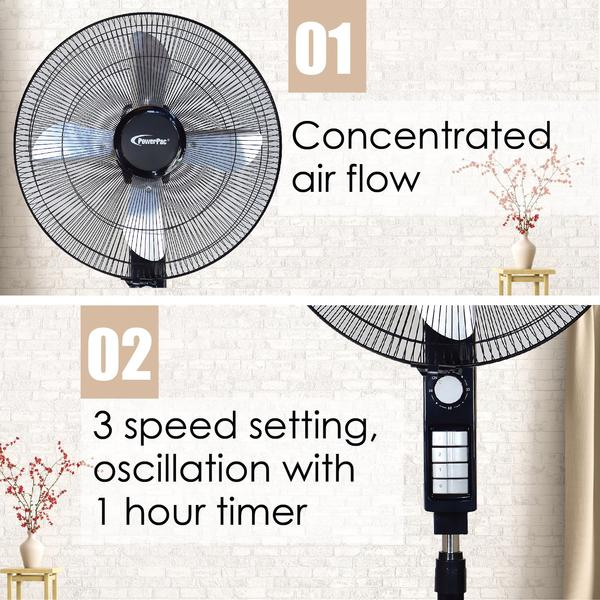 01
PowerPac
Concentrated
air flow
02
3 speed setting,
oscillation with
1 hour timer